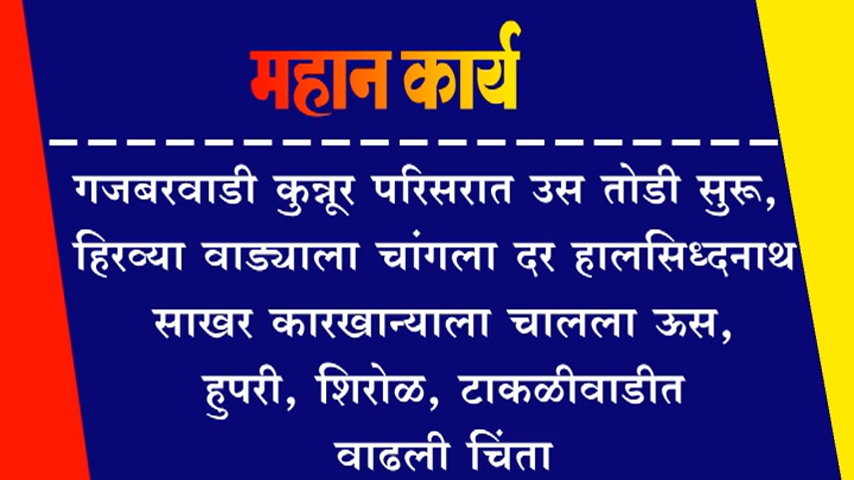 महान कार्य
गजबरवाडी कुन्नूर परिसरात उस तोडी सुरू,
हिरव्या वाड्याला चांगला दर हालसिध्दनाथ
साखर कारखान्याला चालला ऊस,
हुपरी, शिरोळ, टाकळीवाडीत
वाढली चिंता